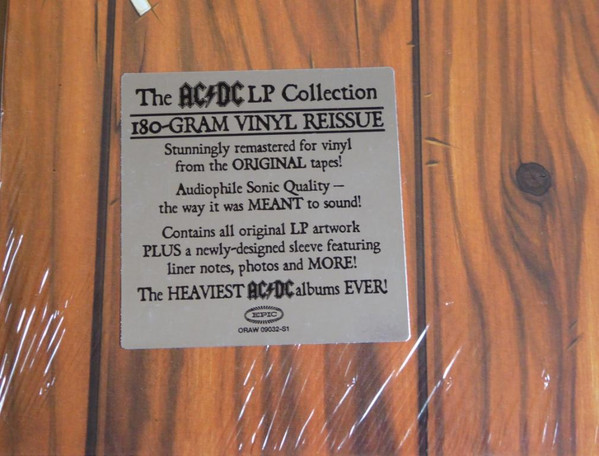 The AC/DC LP Collection
180-GRAM VINYL REISSUE
Stunningly remastered for vinyl
from the ORIGINAL tapes!
Audiophile Sonic Quality –
the way it was MEANT to sound!
Contains all original LP artwork
PLUS a newly-designed sleeve featuring
liner notes, photos and MORE!
The HEAVIEST AC/DC albums EVER!
EPIC
ORAW 09032-S1